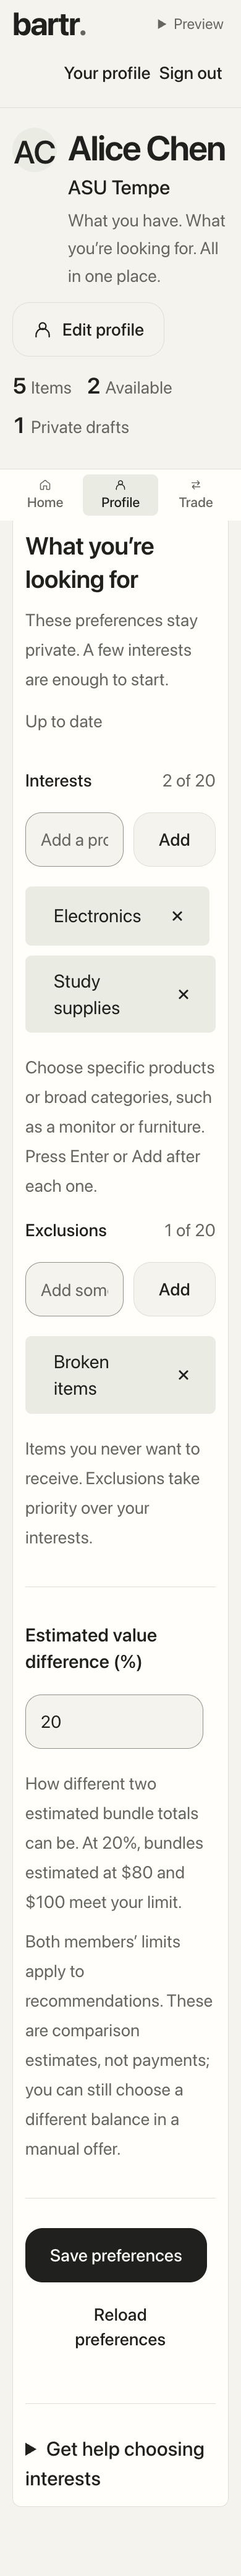 bartr.
▶ Preview
Your profile Sign out
AC
Alice Chen
ASU Tempe
What you have. What
you’re looking for. All
in one place.
Edit profile
5 Items 2 Available
1 Private drafts
Home
Profile
Trade
What you’re
looking for
These preferences stay
private. A few interests
are enough to start.
Up to date
Interests 2 of 20
Add a pro
Add
Electronics ✕
Study
supplies ✕
Choose specific products
or broad categories, such
as a monitor or furniture.
Press Enter or Add after
each one.
Exclusions 1 of 20
Add som
Add
Broken
items ✕
Items you never want to
receive. Exclusions take
priority over your
interests.
Estimated value
difference (%)
20
How different two
estimated bundle totals
can be. At 20%, bundles
estimated at $80 and
$100 meet your limit.
Both members’ limits
apply to
recommendations. These
are comparison
estimates, not payments;
you can still choose a
different balance in a
manual offer.
Save preferences
Reload
preferences
▶ Get help choosing
interests